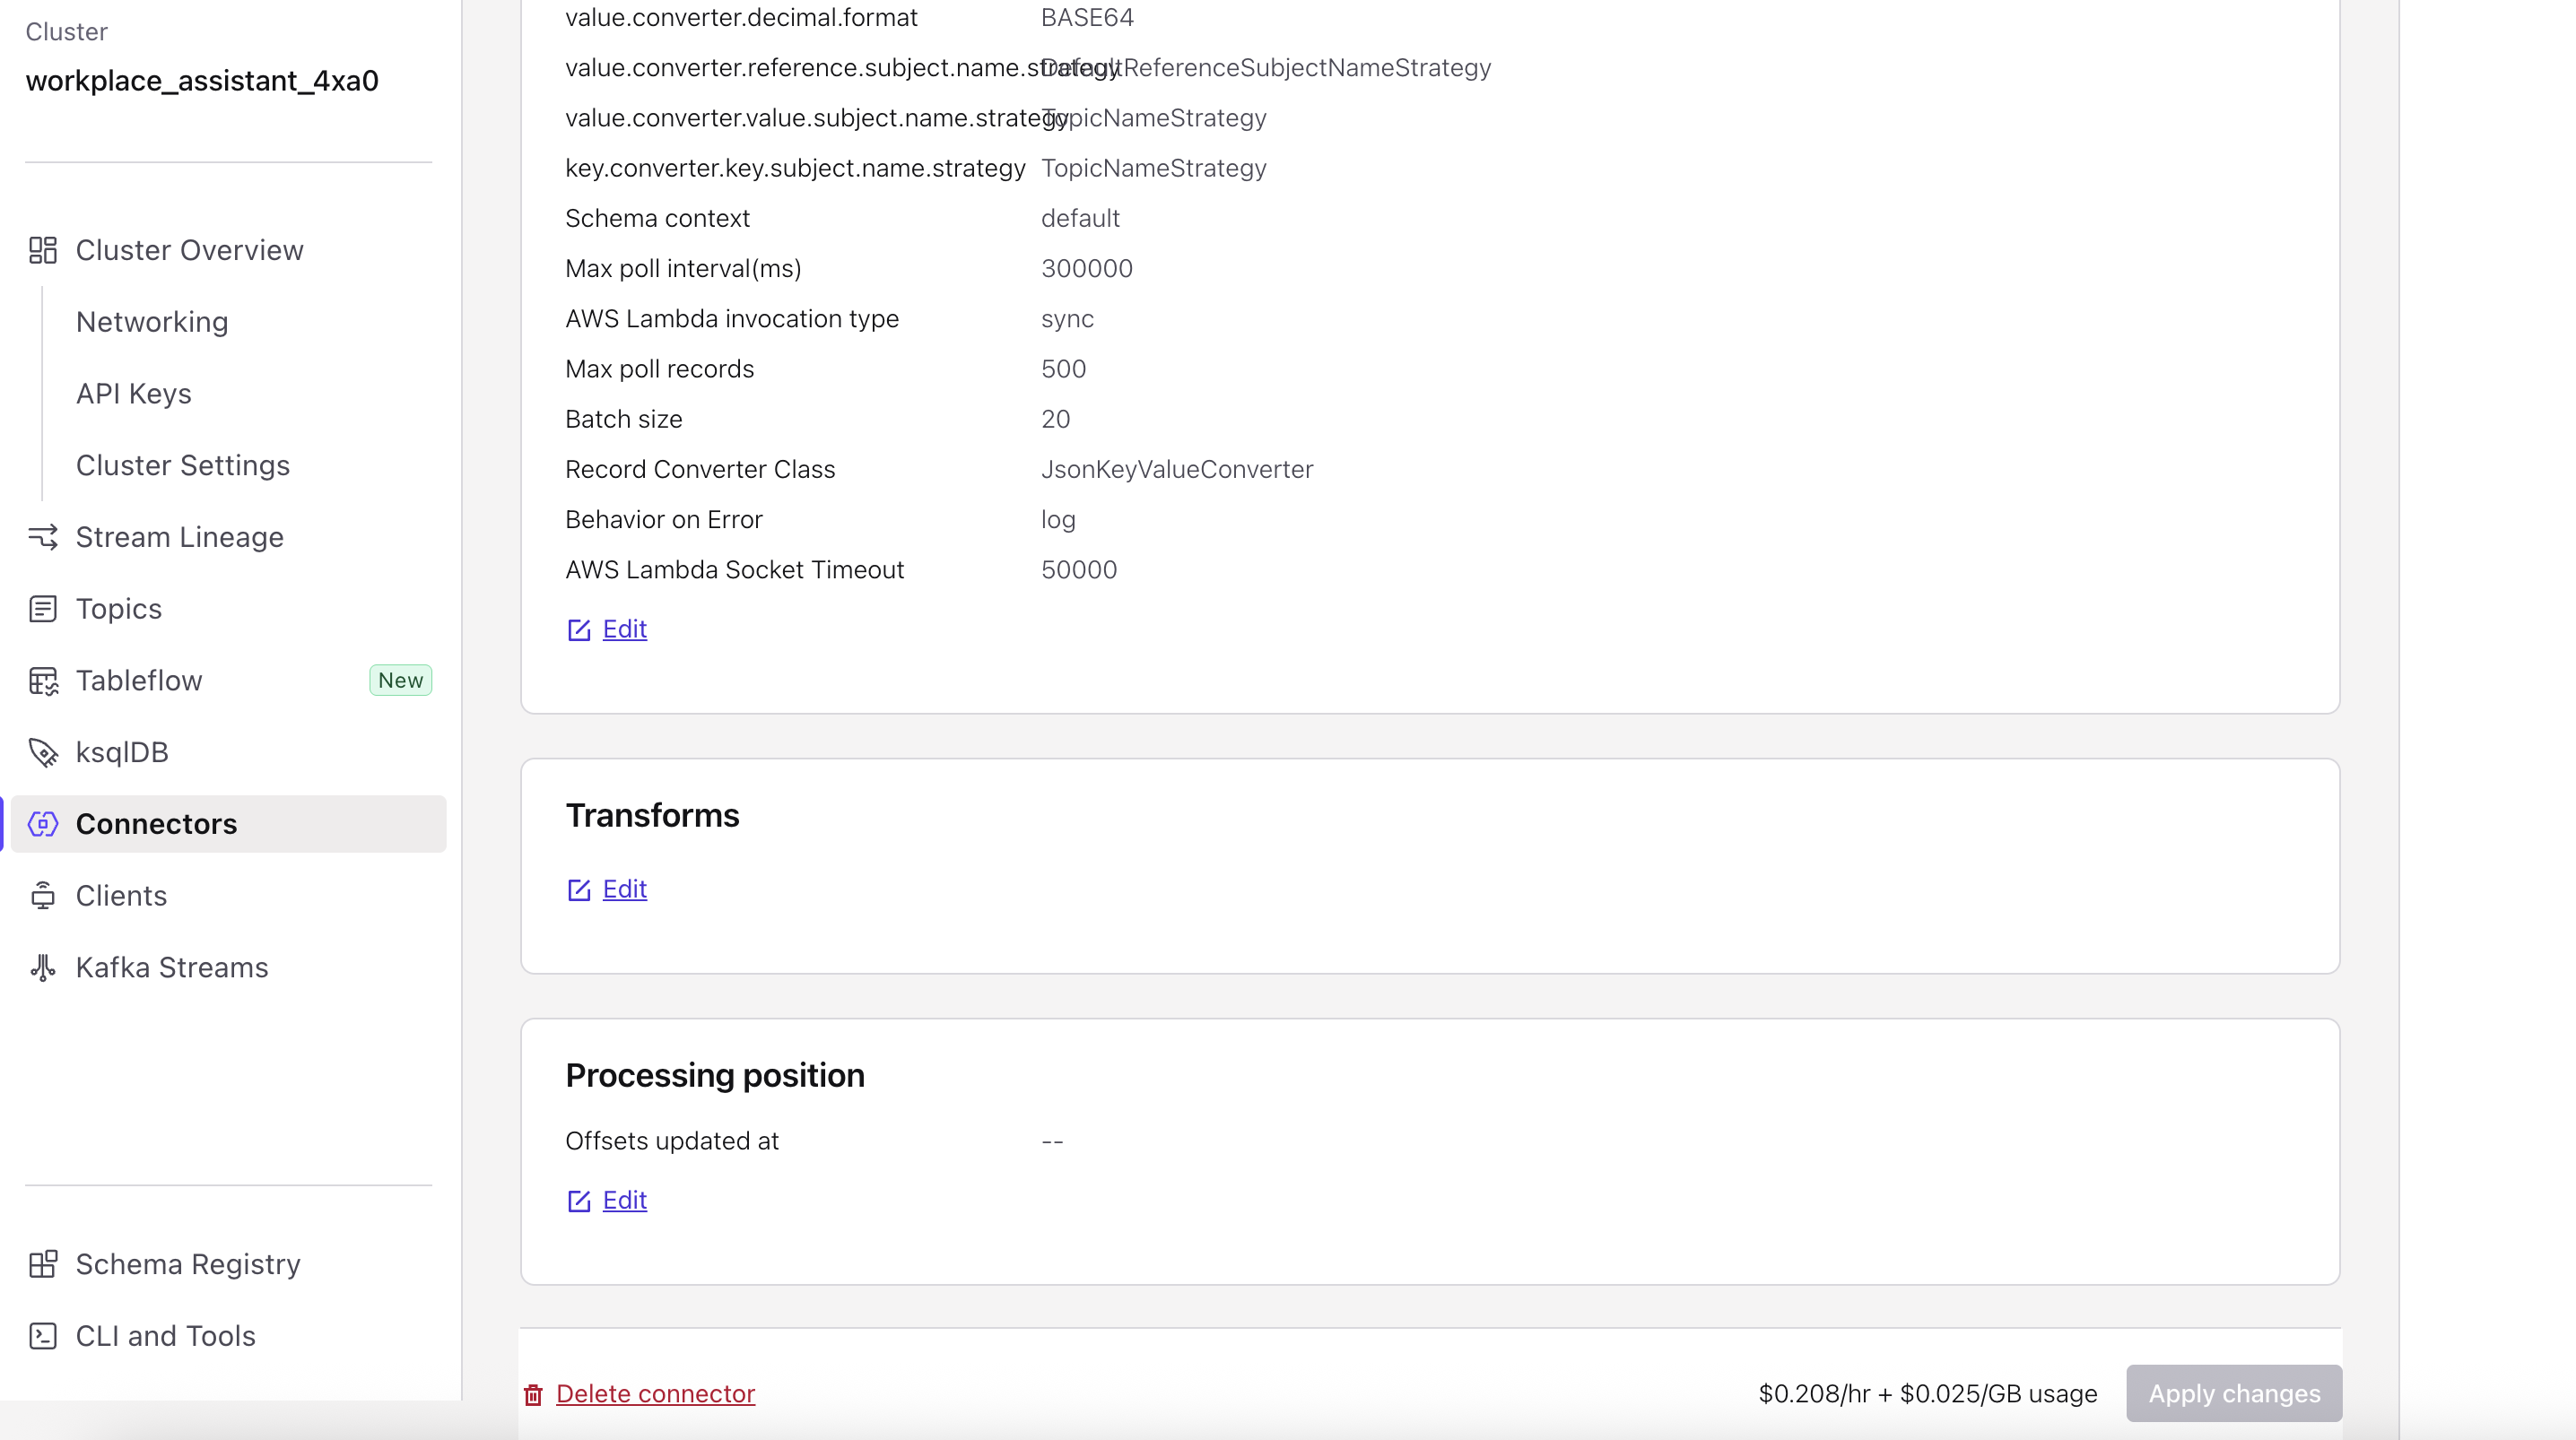 Cluster
workplace_assistant_4xa0
Cluster Overview
Networking
API Keys
Cluster Settings
Stream Lineage
Topics
Tableflow New
ksqlDB
Connectors
Clients
Kafka Streams
Schema Registry
CLI and Tools
value.converter.decimal.format BASE64
value.converter.reference.subject.name.strategy DefaultReferenceSubjectNameStrategy
value.converter.value.subject.name.strategy TopicNameStrategy
key.converter.key.subject.name.strategy TopicNameStrategy
Schema context default
Max poll interval(ms) 300000
AWS Lambda invocation type sync
Max poll records 500
Batch size 20
Record Converter Class JsonKeyValueConverter
Behavior on Error log
AWS Lambda Socket Timeout 50000
Edit
Transforms
Edit
Processing position
Offsets updated at --
Edit
Delete connector $0.208/hr + $0.025/GB usage Apply changes